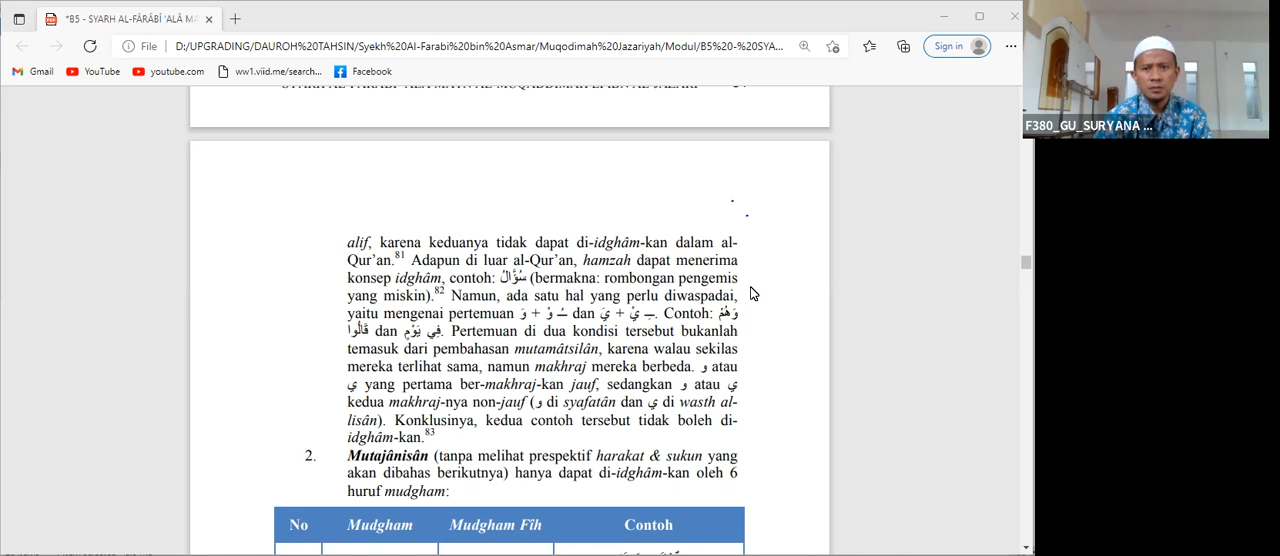 *B5 - SYARH AL-FÂRÂBÎ 'ALÂ MA
File
D:/UPGRADING/DAUROH%20TAHSIN/Syekh%20Al-Farabi%20bin%20Asmar/Muqodimah%20Jazariyah/Modul/B5%20-%20SYA...
Sign in
Gmail
YouTube
youtube.com
ww1.viid.me/search...
Facebook
F380_GU_SURYANA ...
alif, karena keduanya tidak dapat di-idghâm-kan dalam al-
Qur'an.81 Adapun di luar al-Qur'an, hamzah dapat menerima
konsep idghâm, contoh: سُؤَّالُ (bermakna: rombongan pengemis
yang miskin).82 Namun, ada satu hal yang perlu diwaspadai,
yaitu mengenai pertemuan ـُـ وْ + وَ dan ـِـ يْ + يَ. Contoh: وَهُمْ
قَالُوا dan فِي يَوْمٍ. Pertemuan di dua kondisi tersebut bukanlah
temasuk dari pembahasan mutamâtsilân, karena walau sekilas
mereka terlihat sama, namun makhraj mereka berbeda. و atau
ي yang pertama ber-makhraj-kan jauf, sedangkan و atau ي
kedua makhraj-nya non-jauf (و di syafatân dan ي di wasth al-
lisân). Konklusinya, kedua contoh tersebut tidak boleh di-
idghâm-kan.83
2. Mutajânisân (tanpa melihat prespektif harakat & sukun yang
akan dibahas berikutnya) hanya dapat di-idghâm-kan oleh 6
huruf mudgham:
No Mudgham Mudgham Fîh Contoh